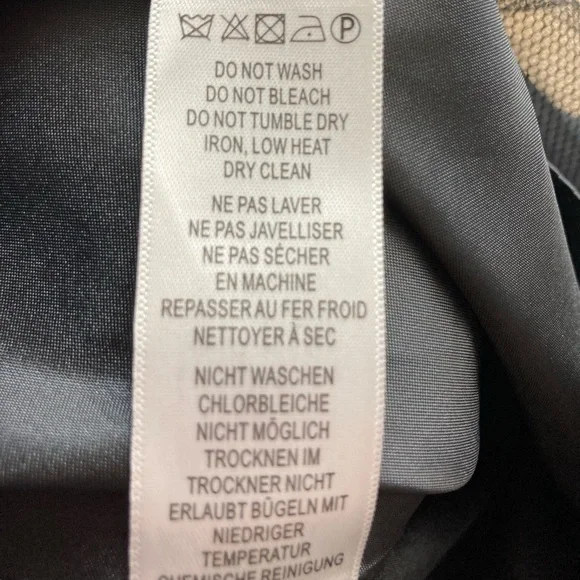 P
DO NOT WASH
DO NOT BLEACH
DO NOT TUMBLE DRY
IRON, LOW HEAT
DRY CLEAN
NE PAS LAVER
NE PAS JAVELLISER
NE PAS SÉCHER
EN MACHINE
REPASSER AU FER FROID
NETTOYER À SEC
NICHT WASCHEN
CHLORBLEICHE
NICHT MÖGLICH
TROCKNEN IM
TROCKNER NICHT
ERLAUBT BÜGELN MIT
NIEDRIGER
TEMPERATUR
CHEMISCHE REINIGUNG